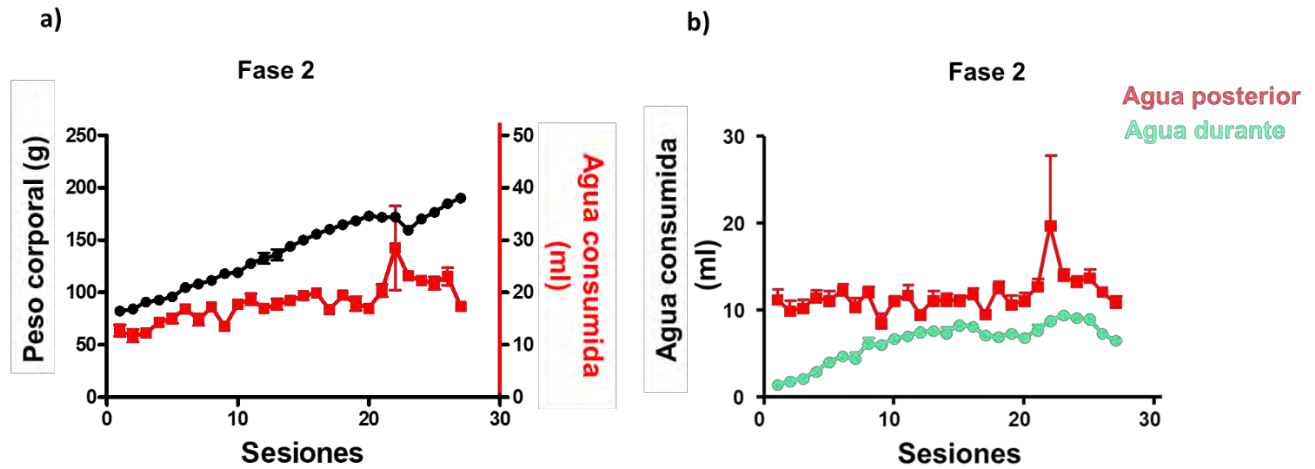 a)
Fase 2
Peso corporal (g)
250
200
150
100
50
0
0
10
20
30
Sesiones
50
40
30
20
10
0
Agua consumida
(ml)
b)
Fase 2
Agua posterior
Agua durante
Agua consumida
(ml)
30
20
10
0
0
10
20
30
Sesiones